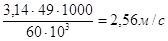 3,14 · 49 · 1000 / 60 · 10³ = 2,56 м / с